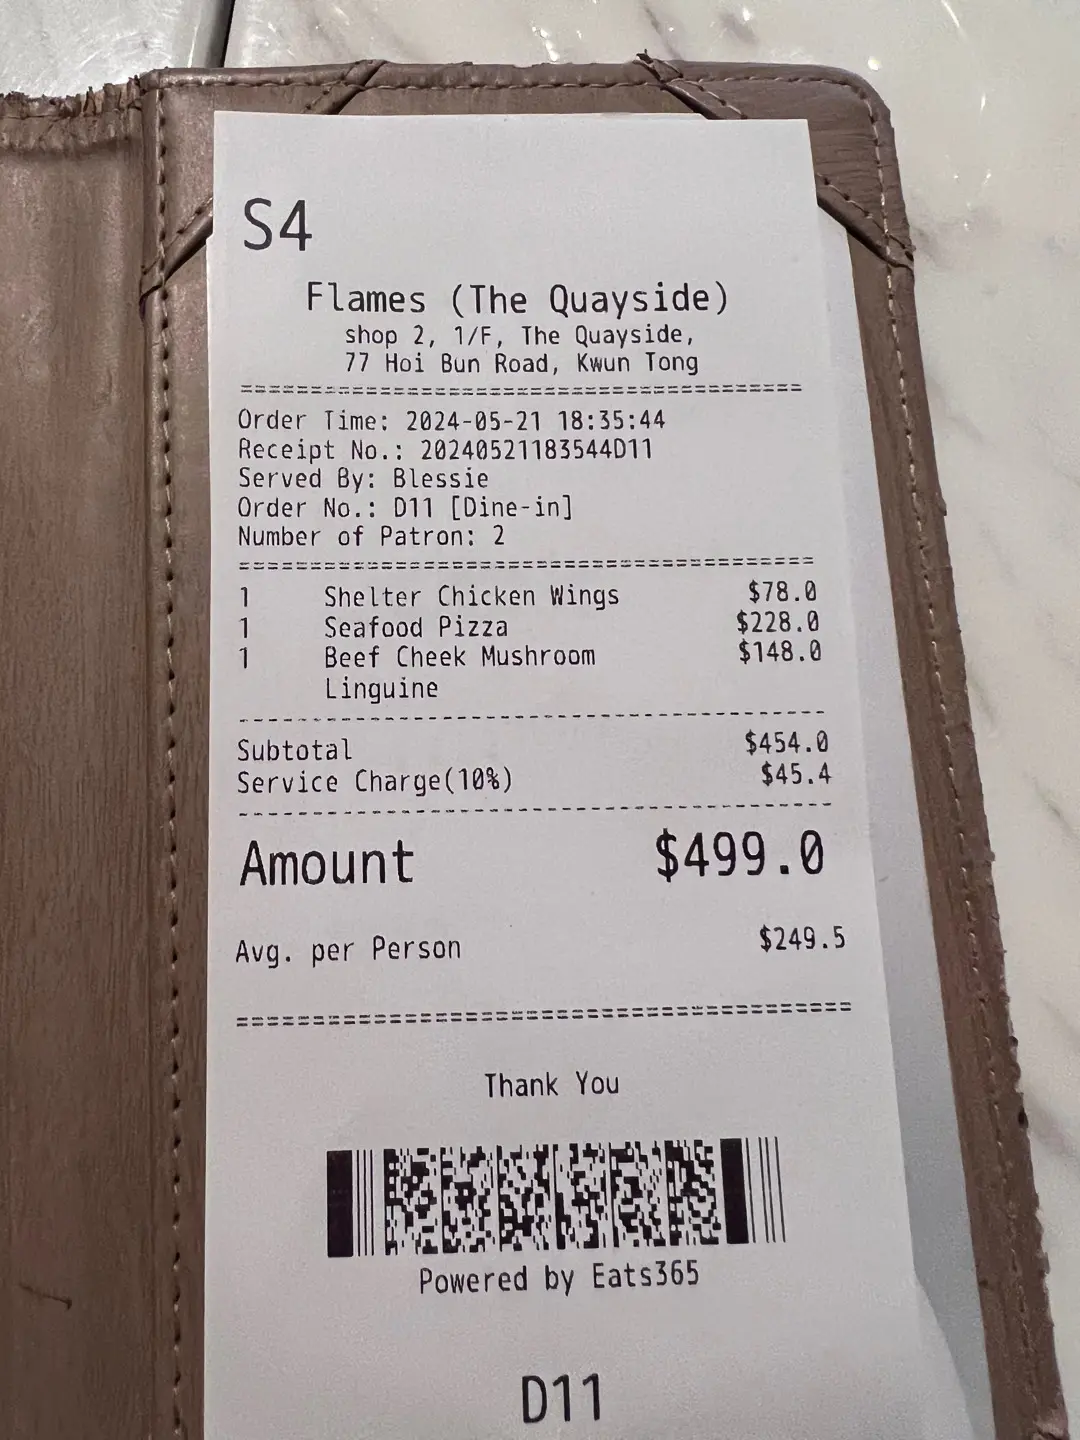 S4
Flames (The Quayside)
shop 2, 1/F, The Quayside,
77 Hoi Bun Road, Kwun Tong
========================================
Order Time: 2024-05-21 18:35:44
Receipt No.: 20240521183544D11
Served By: Blessie
Order No.: D11 [Dine-in]
Number of Patron: 2
========================================
1 Shelter Chicken Wings $78.0
1 Seafood Pizza $228.0
1 Beef Cheek Mushroom $148.0
Linguine
----------------------------------------
Subtotal $454.0
Service Charge(10%) $45.4
----------------------------------------
Amount $499.0
Avg. per Person $249.5
========================================
Thank You
Powered by Eats365
D11